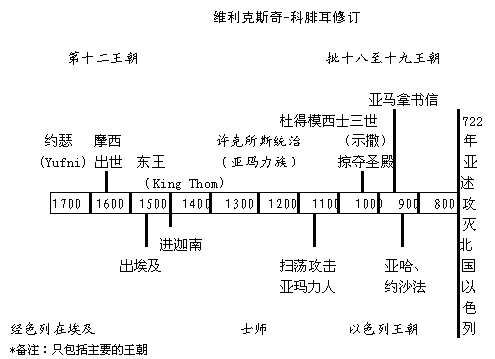 维利克斯奇-科腓耳修订
第十二王朝
批十八至十九王朝
亚马拿书信
杜得模西士三世
(示撒)
掠夺圣殿
722年亚述攻灭北国以色列
约瑟
(Yufni)
摩西
出世
东王
(King Thom)
许克所斯统治
(亚玛力族)
1700 1600 1500 1400 1300 1200 1100 1000 900 800
进迦南
出埃及
扫荡攻击
亚玛力人
亚哈、
约沙法
经色列在埃及
士师
以色列王朝
*备注：只包括主要的王朝